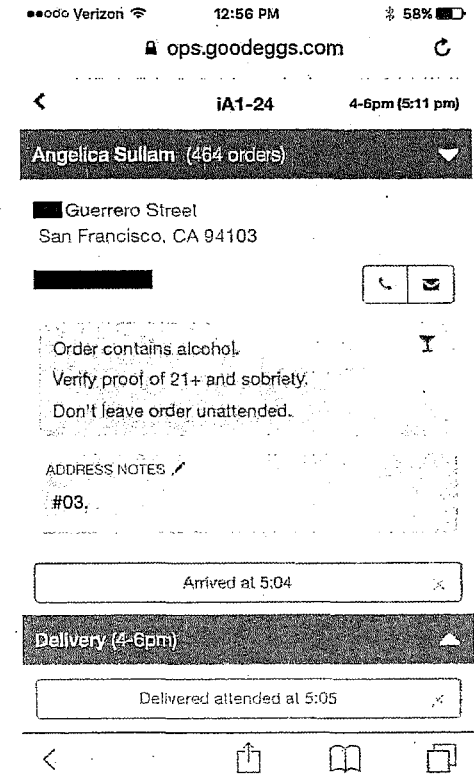 Verizon 12:56 PM 58%
ops.goodeggs.com
iA1-24 4-6pm (5:11 pm)
Angelica Sullam (464 orders)
Guerrero Street
San Francisco, CA 94103
Order contains alcohol.
Verify proof of 21+ and sobriety.
Don't leave order unattended.
ADDRESS NOTES
#03,
Arrived at 5:04
Delivery (4-6pm)
Delivered attended at 5:05